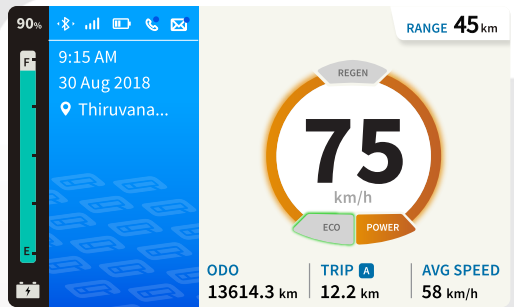 90%
F
E
9:15 AM
30 Aug 2018
Thiruvana...
RANGE 45 km
REGEN
75
km/h
ECO
POWER
ODO
13614.3 km
TRIP A
12.2 km
AVG SPEED
58 km/h